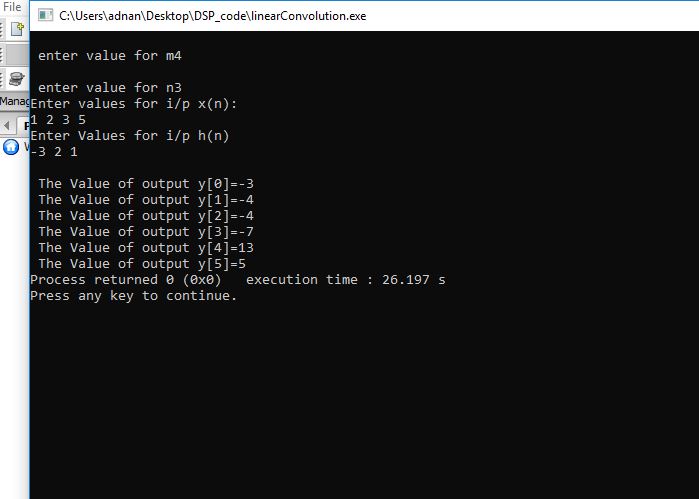 File
C:\Users\adnan\Desktop\DSP_code\linearConvolution.exe
enter value for m4
enter value for n3
Enter values for i/p x(n):
1 2 3 5
Enter Values for i/p h(n)
-3 2 1
The Value of output y[0]=-3
The Value of output y[1]=-4
The Value of output y[2]=-4
The Value of output y[3]=-7
The Value of output y[4]=13
The Value of output y[5]=5
Process returned 0 (0x0)   execution time : 26.197 s
Press any key to continue.